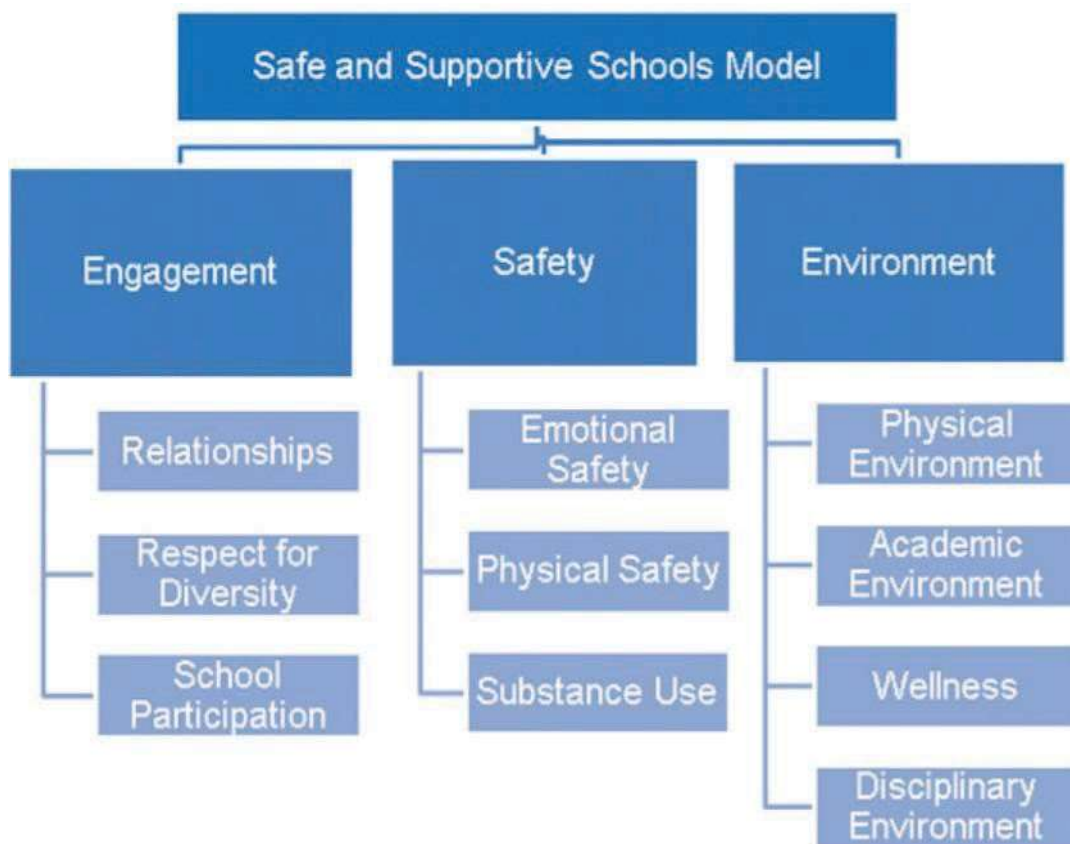 Safe and Supportive Schools Model
Engagement
Relationships
Respect for
Diversity
School
Participation
Safety
Emotional
Safety
Physical Safety
Substance Use
Environment
Physical
Environment
Academic
Environment
Wellness
Disciplinary
Environment